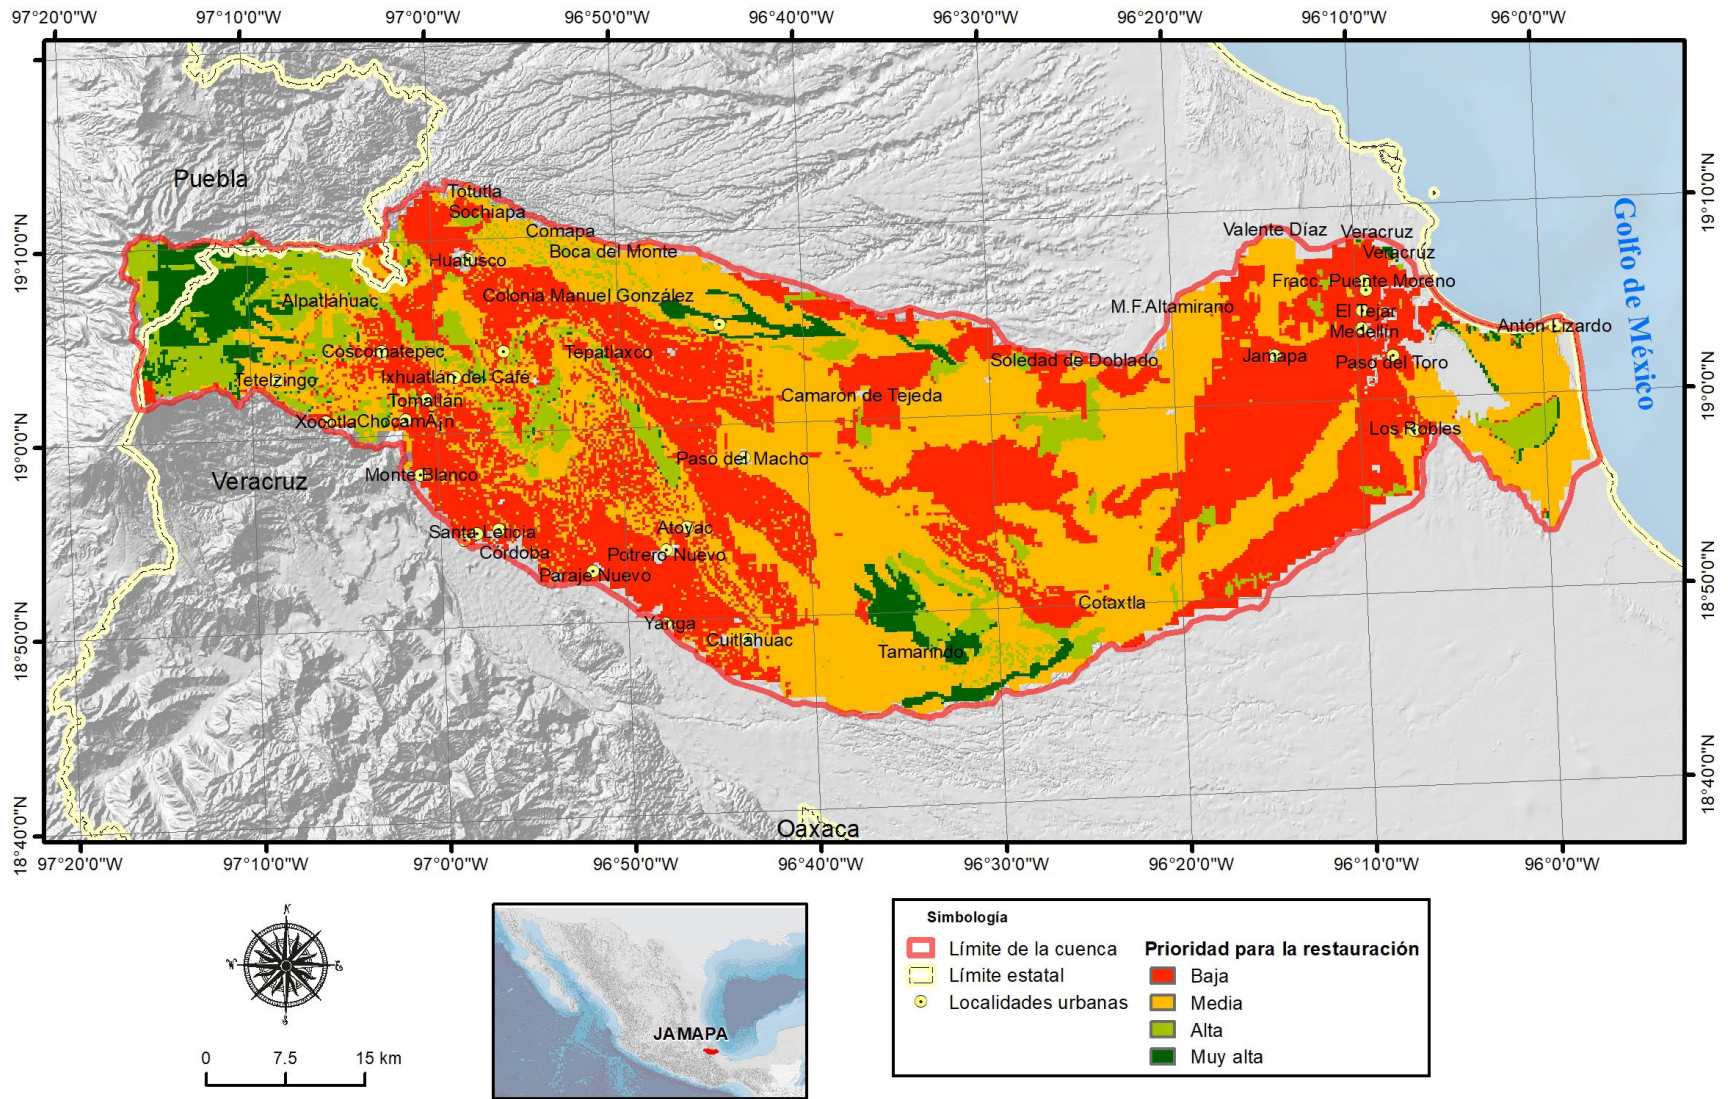 97°20'0"W 97°10'0"W 97°0'0"W 96°50'0"W 96°40'0"W 96°30'0"W 96°20'0"W 96°10'0"W 96°0'0"W
19°10'0"N
19°0'0"N
18°50'0"N
18°40'0"N
19°10'0"N
19°0'0"N
18°50'0"N
18°40'0"N
Puebla
Totutla
Sochiapa
Comapa
Boca del Monte
Huatusco
Valente Díaz
Veracruz
Veracruz
Golfo de México
Alpatláhuac
Colonia Manuel González
Fracc. Puente Moreno
M.F.Altamirano
El Tejar
Medellín
Antón Lizardo
Coscomatepec
Tepatlaxco
Soledad de Doblado
Jamapa
Paso del Toro
Tetelzingo
Ixhuatlán del Café
Camarón de Tejeda
Tomatlán
XocotlaChocamÃ¡n
Los Robles
Paso del Macho
Monte Blanco
Veracruz
Santa Leticia
Atoyac
Córdoba
Potrero Nuevo
Paraje Nuevo
Cotaxtla
Yanga
Cuitláhuac
Tamarindo
Oaxaca
97°20'0"W 97°10'0"W 97°0'0"W 96°50'0"W 96°40'0"W 96°30'0"W 96°20'0"W 96°10'0"W 96°0'0"W
N
W E
S
0 7.5 15 km
JAMAPA
Simbología
Límite de la cuenca
Límite estatal
Localidades urbanas
Prioridad para la restauración
Baja
Media
Alta
Muy alta